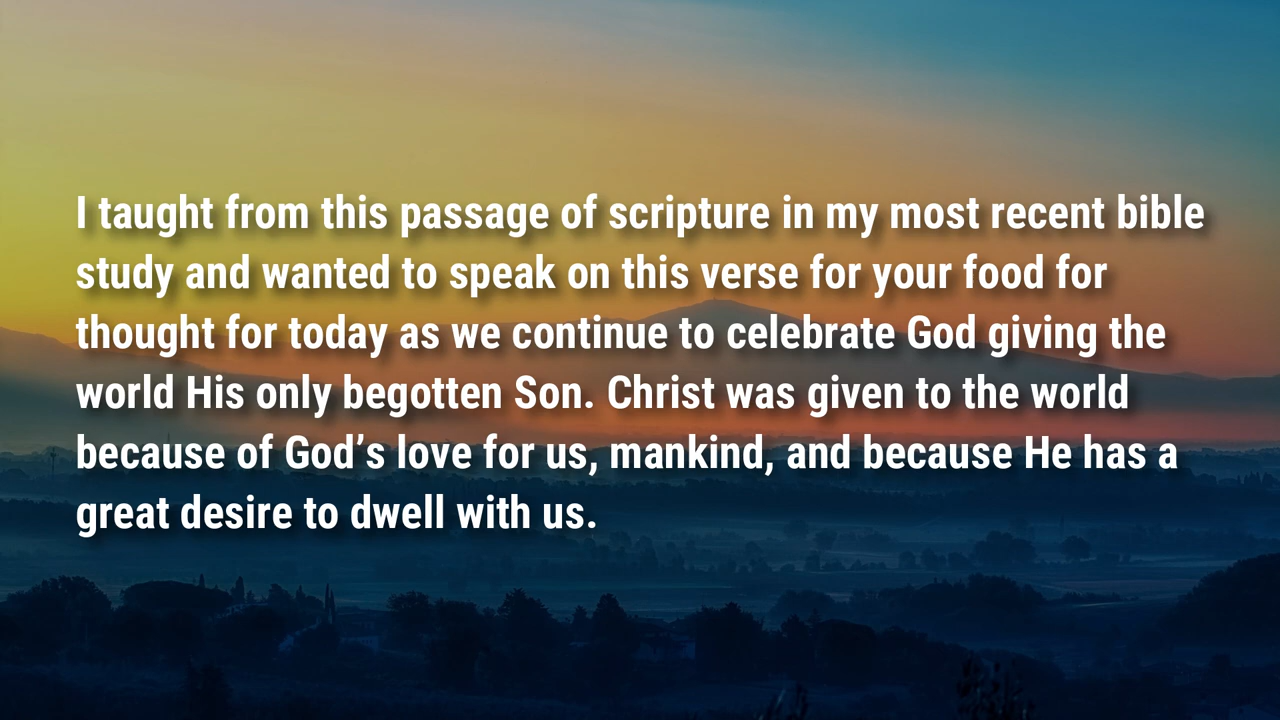 I taught from this passage of scripture in my most recent bible
study and wanted to speak on this verse for your food for
thought for today as we continue to celebrate God giving the
world His only begotten Son. Christ was given to the world
because of God’s love for us, mankind, and because He has a
great desire to dwell with us.